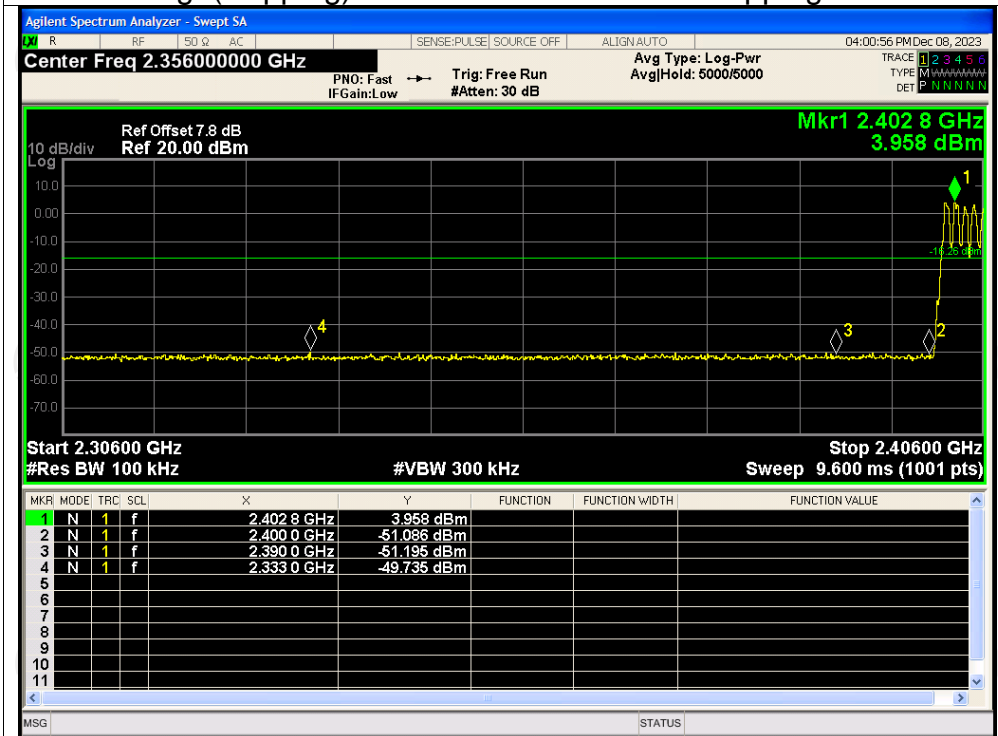 Agilent Spectrum Analyzer - Swept SA
LXI R RF 50 Ω AC SENSE:PULSE SOURCE OFF ALIGN AUTO 04:00:56 PM Dec 08, 2023
Center Freq 2.356000000 GHz
PNO: Fast
IFGain:Low
Trig: Free Run
#Atten: 30 dB
Avg Type: Log-Pwr
Avg|Hold: 5000/5000
TRACE 1 2 3 4 5 6
TYPE M
DET P N N N N N
Mkr1 2.402 8 GHz
3.958 dBm
Ref Offset 7.8 dB
10 dB/div Ref 20.00 dBm
Log
10.0
0.00
-10.0
-20.0
-30.0
-40.0
-50.0
-60.0
-70.0
1
-16.26 dBm
4
3
2
Start 2.30600 GHz Stop 2.40600 GHz
#Res BW 100 kHz #VBW 300 kHz Sweep 9.600 ms (1001 pts)
MKR MODE TRC SCL X Y FUNCTION FUNCTION WIDTH FUNCTION VALUE
1 N 1 f 2.402 8 GHz 3.958 dBm
2 N 1 f 2.400 0 GHz -51.086 dBm
3 N 1 f 2.390 0 GHz -51.195 dBm
4 N 1 f 2.333 0 GHz -49.735 dBm
5
6
7
8
9
10
11
MSG STATUS